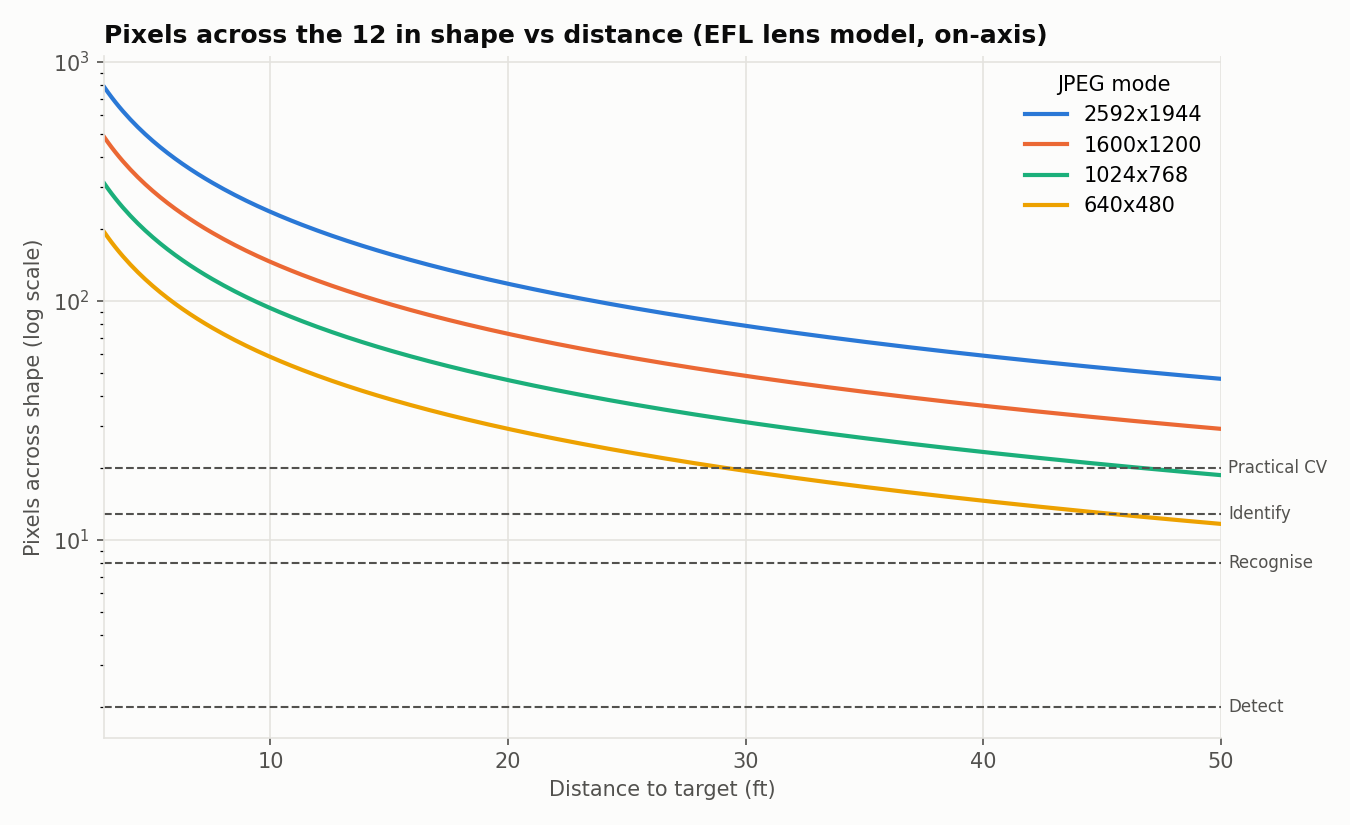 Pixels across the 12 in shape vs distance (EFL lens model, on-axis)
Pixels across shape (log scale)
10³
10²
10¹
JPEG mode
2592x1944
1600x1200
1024x768
640x480
Practical CV
Identify
Recognise
Detect
10 20 30 40 50
Distance to target (ft)